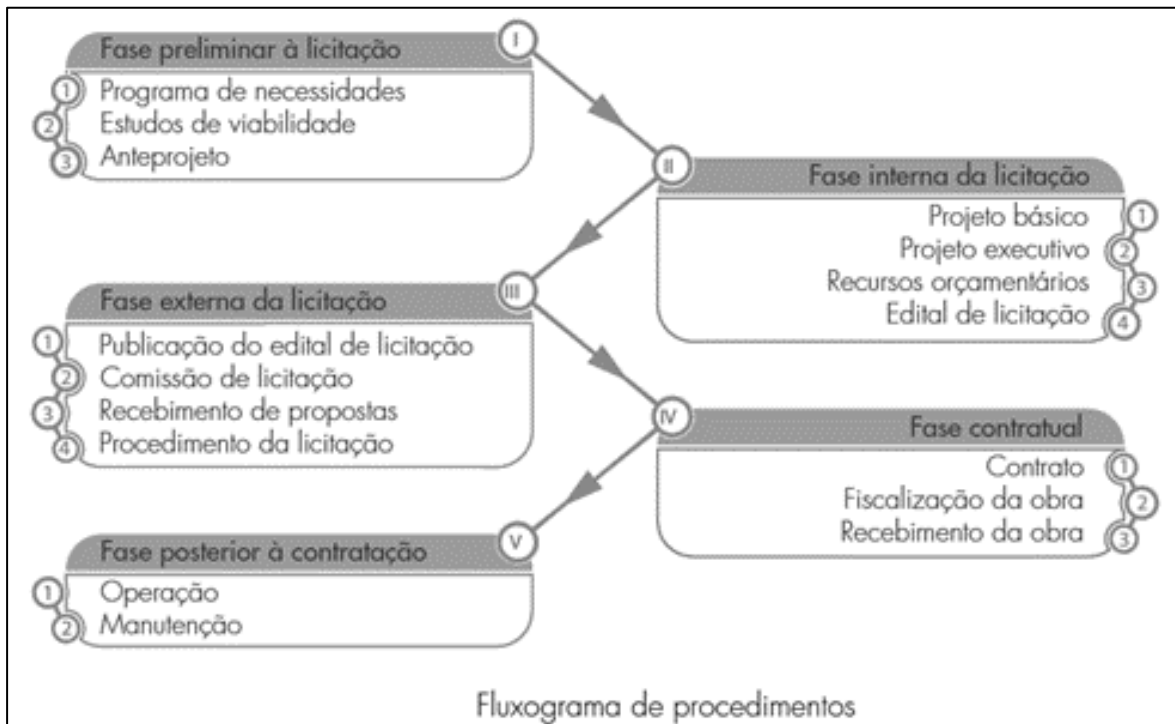 Fase preliminar à licitação
I
1 Programa de necessidades
2 Estudos de viabilidade
3 Anteprojeto
II
Fase interna da licitação
Projeto básico 1
Projeto executivo 2
Recursos orçamentários 3
Edital de licitação 4
Fase externa da licitação
III
1 Publicação do edital de licitação
2 Comissão de licitação
3 Recebimento de propostas
4 Procedimento da licitação
IV
Fase contratual
Contrato 1
Fiscalização da obra 2
Recebimento da obra 3
Fase posterior à contratação
V
1 Operação
2 Manutenção
Fluxograma de procedimentos